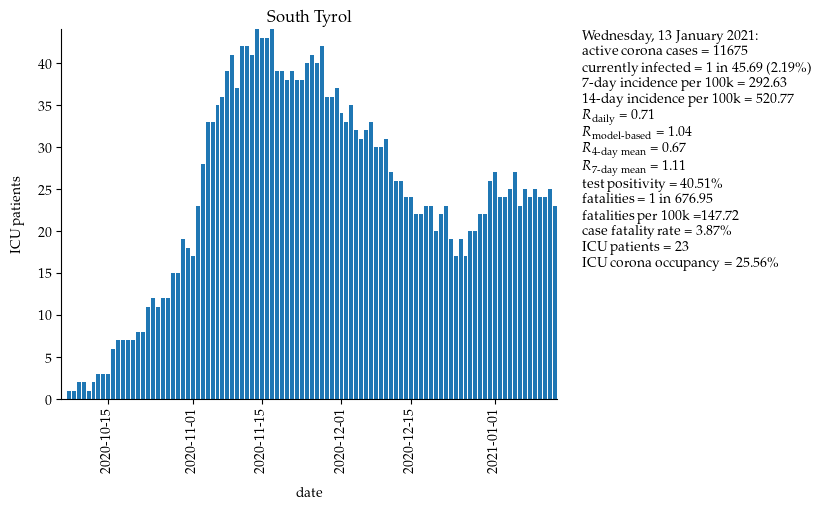 South Tyrol
ICU patients
40
35
30
25
20
15
10
5
0
2020-10-15
2020-11-01
2020-11-15
2020-12-01
2020-12-15
2021-01-01
date
Wednesday, 13 January 2021:
active corona cases = 11675
currently infected = 1 in 45.69 (2.19%)
7-day incidence per 100k = 292.63
14-day incidence per 100k = 520.77
R daily = 0.71
R model-based = 1.04
R 4-day mean = 0.67
R 7-day mean = 1.11
test positivity = 40.51%
fatalities = 1 in 676.95
fatalities per 100k =147.72
case fatality rate = 3.87%
ICU patients = 23
ICU corona occupancy = 25.56%